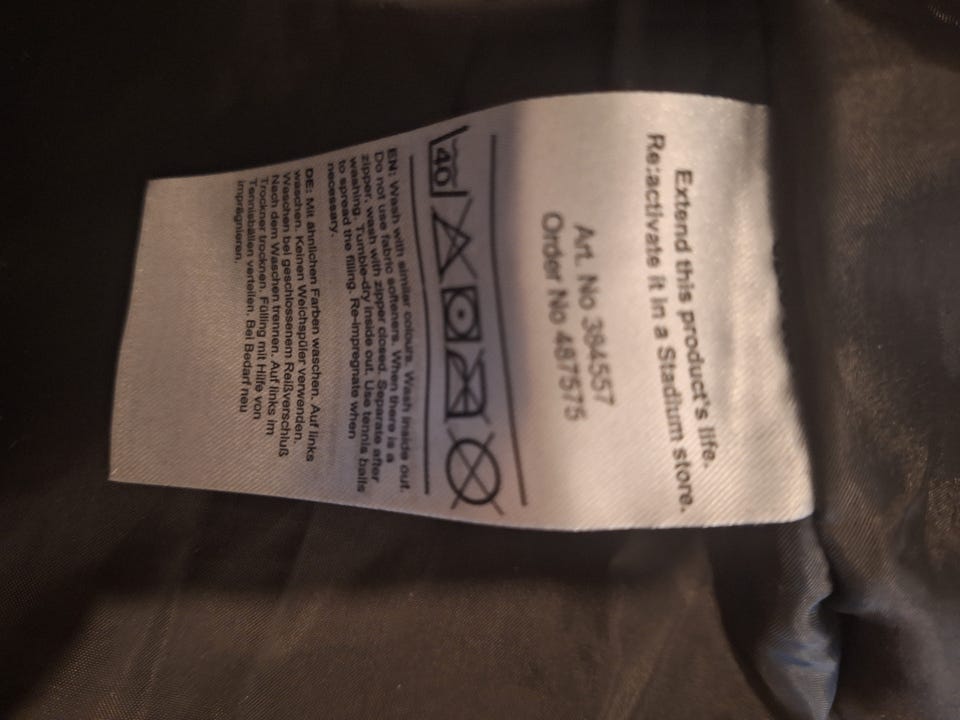 Extend this product's life.
Re:activate it in a Stadium store.
Art. No 3844557
Order No 487575
40
EN: Wash with similar colours. Wash inside out.
Do not use fabric softeners. When there is a
zipper, wash with zipper closed. Separate after
washing. Tumble-dry inside out. Use tennis balls
to spread the filling. Re-impregnate when
necessary.
DE: Mit ähnlichen Farben waschen. Auf links
waschen. Keinen Weichspüler verwenden.
Waschen bei geschlossenem Reißverschluß
Nach dem Waschen trennen. Auf links im
Trockner trocknen. Füllung mit Hilfe von
Tennisbällen verteilen. Bei Bedarf neu
imprägnieren.